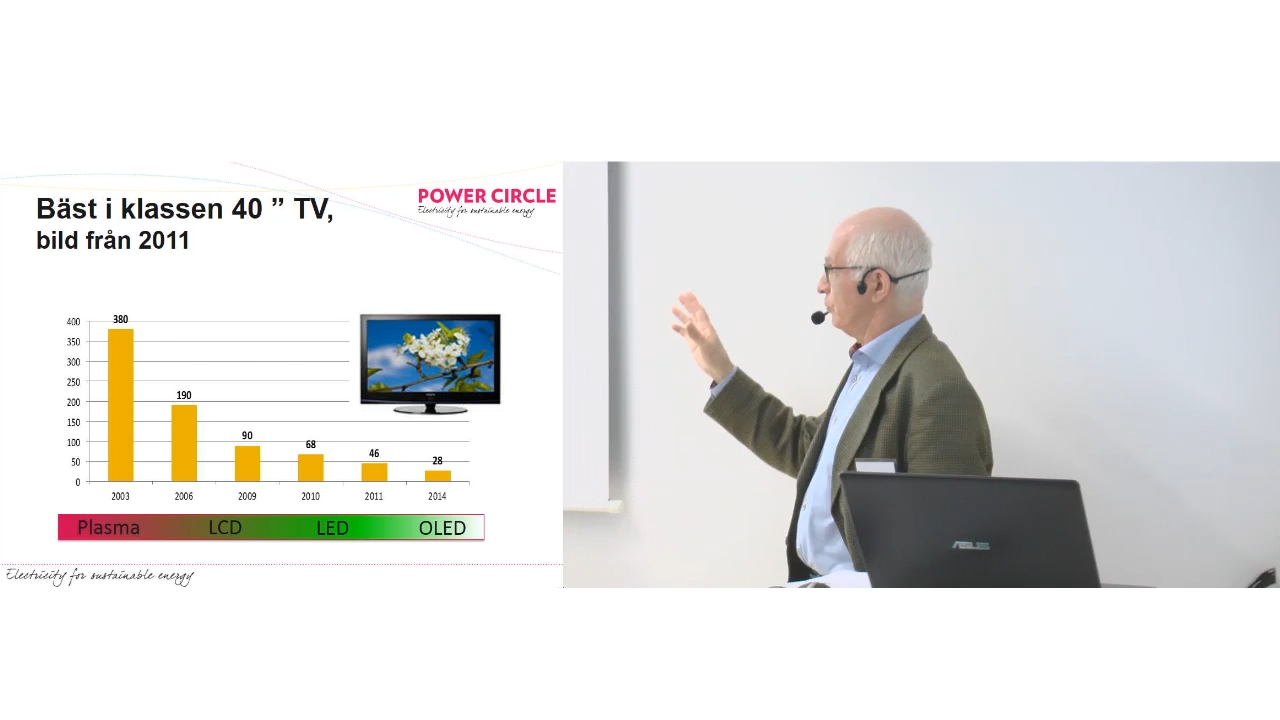 POWER CIRCLE
Electricity for sustainable energy
Bäst i klassen 40 ” TV,
bild från 2011
400
350
300
250
200
150
100
50
0
380
190
90
68
46
28
2003 2006 2009 2010 2011 2014
Plasma LCD LED OLED
Electricity for sustainable energy
ASUS